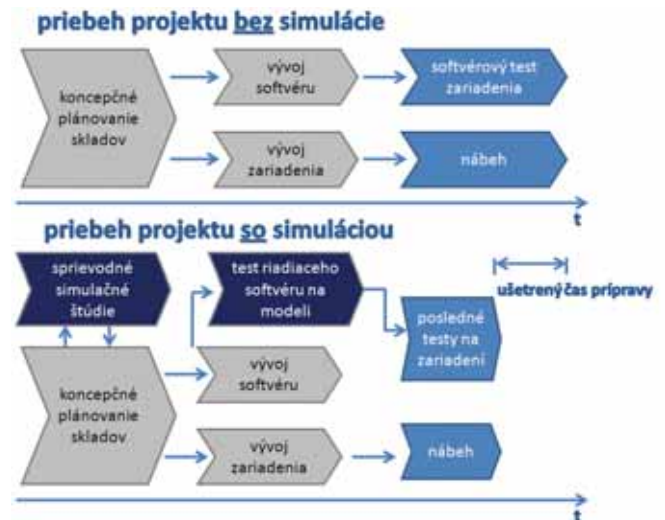 priebeh projektu bez simulácie
koncepčné
plánovanie
skladov
vývoj
softvéru
softvérový test
zariadenia
vývoj
zariadenia
nábeh
t
priebeh projektu so simuláciou
sprievodné
simulačné
štúdie
test riadiaceho
softvéru na
modeli
ušetrený čas prípravy
posledné
testy na
zariadení
koncepčné
plánovanie
skladov
vývoj
softvéru
vývoj
zariadenia
nábeh
t